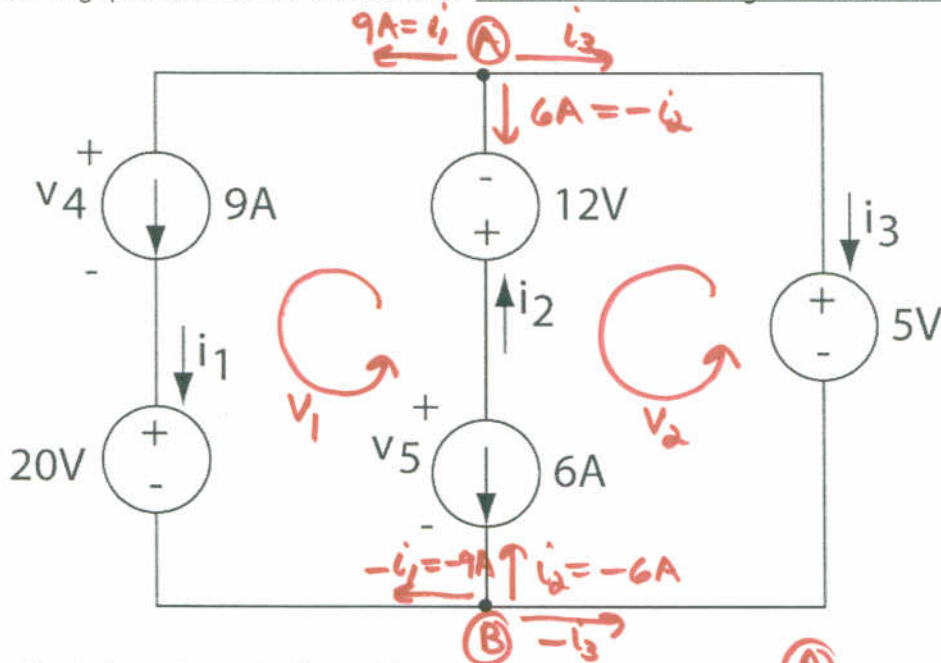 9A = i1 A i3
6A = -i2
+
v4
-
9A
-
+
12V
i3
+
-
5V
i2
i1
V1
V2
+
v5
-
6A
20V
+
-
-i1 = -9A
i2 = -6A
B
-i3
A